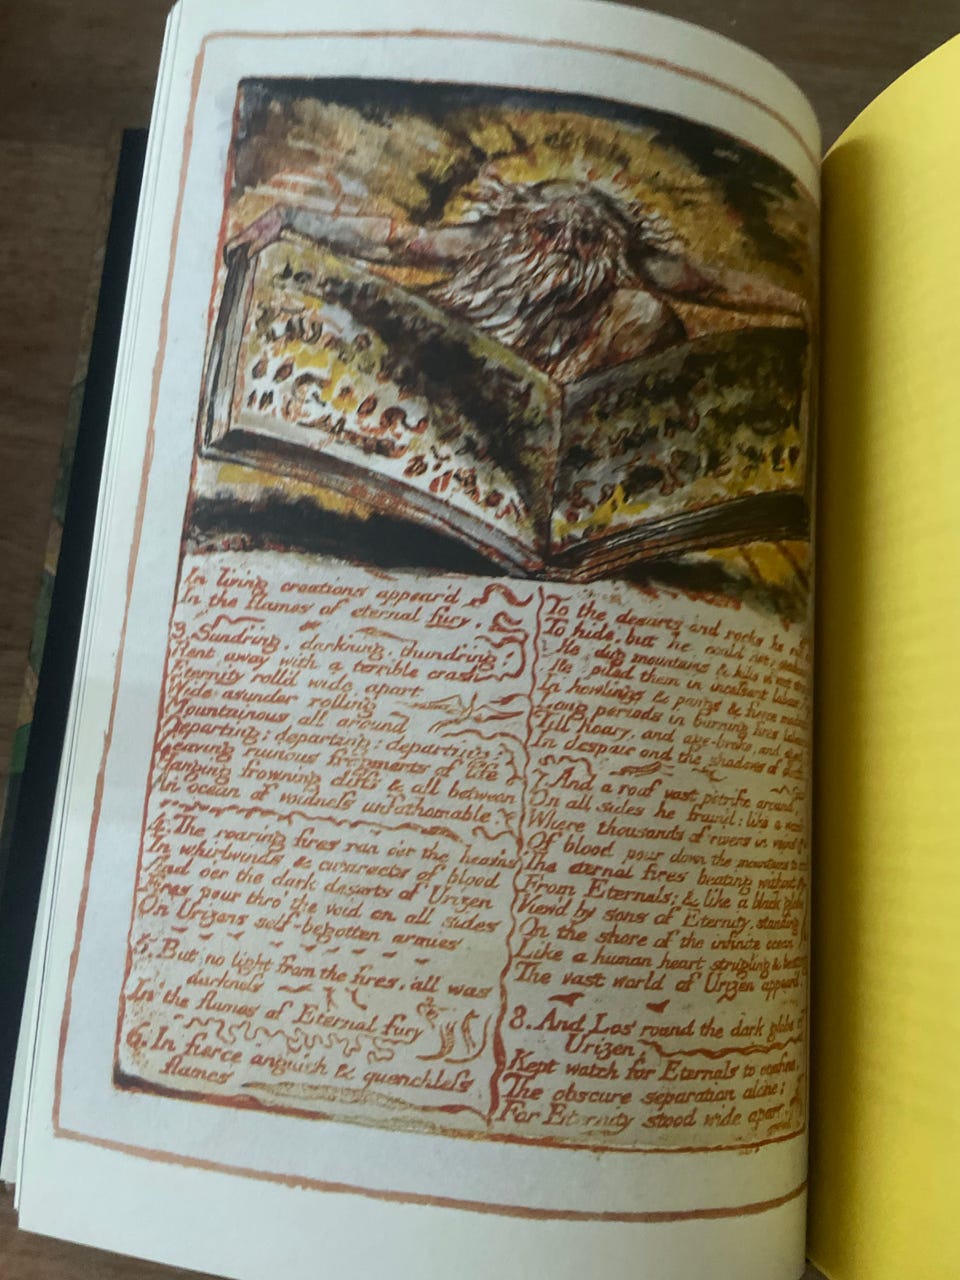 In living creations appear'd
In the flames of eternal fury.
3. Sundring, darkning, thundring!
Rent away with a terrible crash
Eternity roll'd wide apart
Wide asunder rolling
Mountainous all around
Departing; departing; departing:
Leaving ruinous fragments of life
Hanging frowning cliffs & all between
An ocean of voidness unfathomable.
4. The roaring fires ran o'er the heav'ns
In whirlwinds & cataracts of blood
And o'er the dark desarts of Urizen
Fires pour thro' the void on all sides
On Urizens self-begotten armies
5. But no light from the fires. all was
darkness
In the flames of Eternal fury
6. In fierce anguish & quenchless
flames
To the desarts and rocks he
To hide, but he could not;
He dug mountains & hills in vast
He piled them in incessant labour,
In howlings & pangs & fierce madness
Long periods in burning fires
Till hoary, and age-broke, and aged,
In despair and the shadows of death
7. And a roof vast petrific around,
On all sides he fram'd: like a womb;
Where thousands of rivers in veins
Of blood pour down the mountains to
The eternal fires beating without
From Eternals; & like a black globe
View'd by sons of Eternity, standing
On the shore of the infinite ocean
Like a human heart strugling & beating
The vast world of Urizen appear'd.
8. And Los round the dark globe of
Urizen,
Kept watch for Eternals to confine,
The obscure separation alone;
For Eternity stood wide apart,